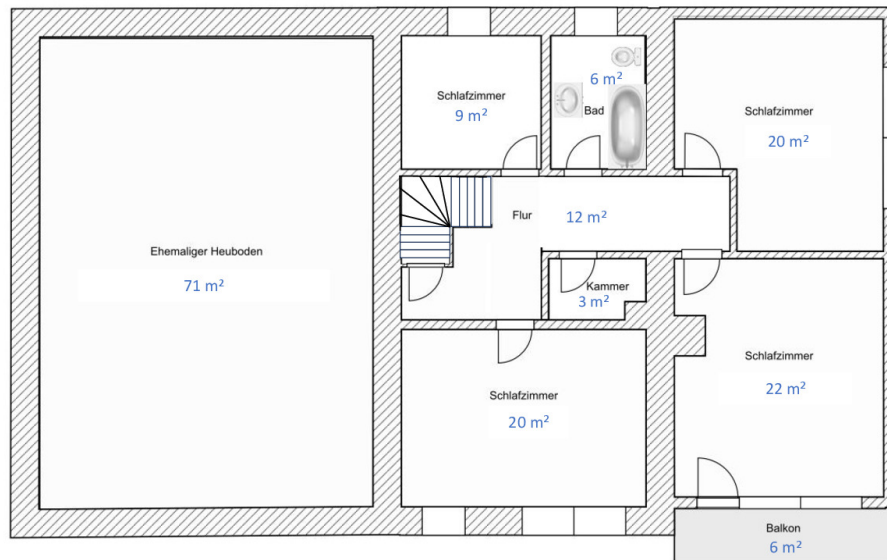 Schlafzimmer
9 m²
6 m²
Bad
Schlafzimmer
20 m²
Flur
12 m²
Ehemaliger Heuboden
71 m²
Kammer
3 m²
Schlafzimmer
22 m²
Schlafzimmer
20 m²
Balkon
6 m²